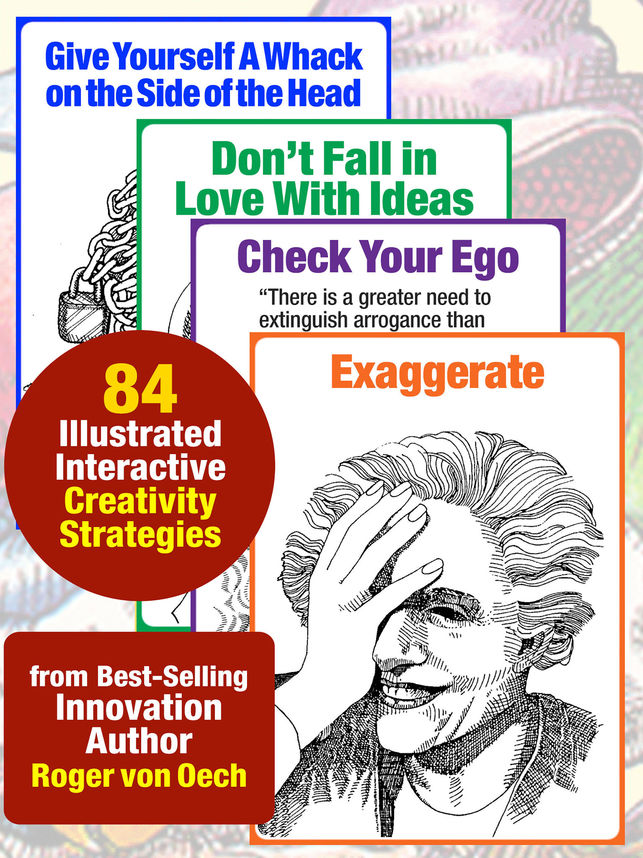 Give Yourself A Whack
on the Side of the Head
Don’t Fall in
Love With Ideas
Check Your Ego
“There is a greater need to
extinguish arrogance than
Exaggerate
84
Illustrated
Interactive
Creativity
Strategies
from Best-Selling
Innovation
Author
Roger von Oech